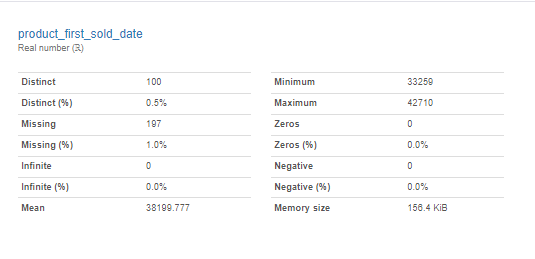 product_first_sold_date
Real number (ℝ)
Distinct 100
Distinct (%) 0.5%
Missing 197
Missing (%) 1.0%
Infinite 0
Infinite (%) 0.0%
Mean 38199.777
Minimum 33259
Maximum 42710
Zeros 0
Zeros (%) 0.0%
Negative 0
Negative (%) 0.0%
Memory size 156.4 KiB